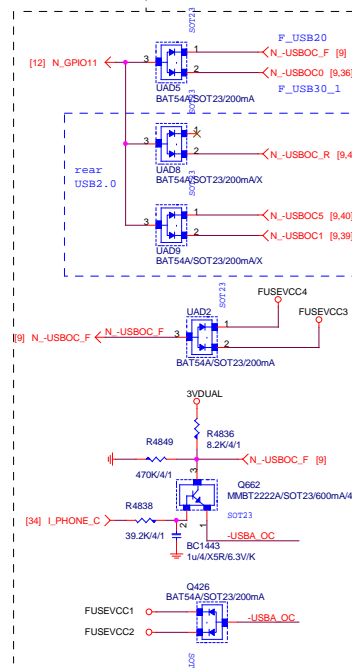 SOT23
F_USB20
1
N_-USBOC_F [9]
[12] N_GPIO11
3
2
N_-USBOC0 [9,36]
UAD5
F_USB30_1
BAT54A/SOT23/200mA
SOT23
1
rear
USB2.0
3
2
N_-USBOC_R [9,4
UAD8
BAT54A/SOT23/200mA/X
SOT23
1
N_-USBOC5 [9,40]
3
2
N_-USBOC1 [9,39]
UAD9
BAT54A/SOT23/200mA/X
SOT23
FUSEVCC4
UAD2
FUSEVCC3
1
[9] N_-USBOC_F
N_-USBOC_F
3
2
BAT54A/SOT23/200mA
3VDUAL
R4849
R4836
8.2K/4/1
N_-USBOC_F [9]
470K/4/1
3
Q662
MMBT2222A/SOT23/600mA/4
R4838
SOT23
[34] I_PHONE_C
2
1
39.2K/4/1
-USBA_OC
BC1443
1u/4/X5R/6.3V/K
Q426
BAT54A/SOT23/200mA
FUSEVCC1
-USBA_OC
FUSEVCC2
SOT